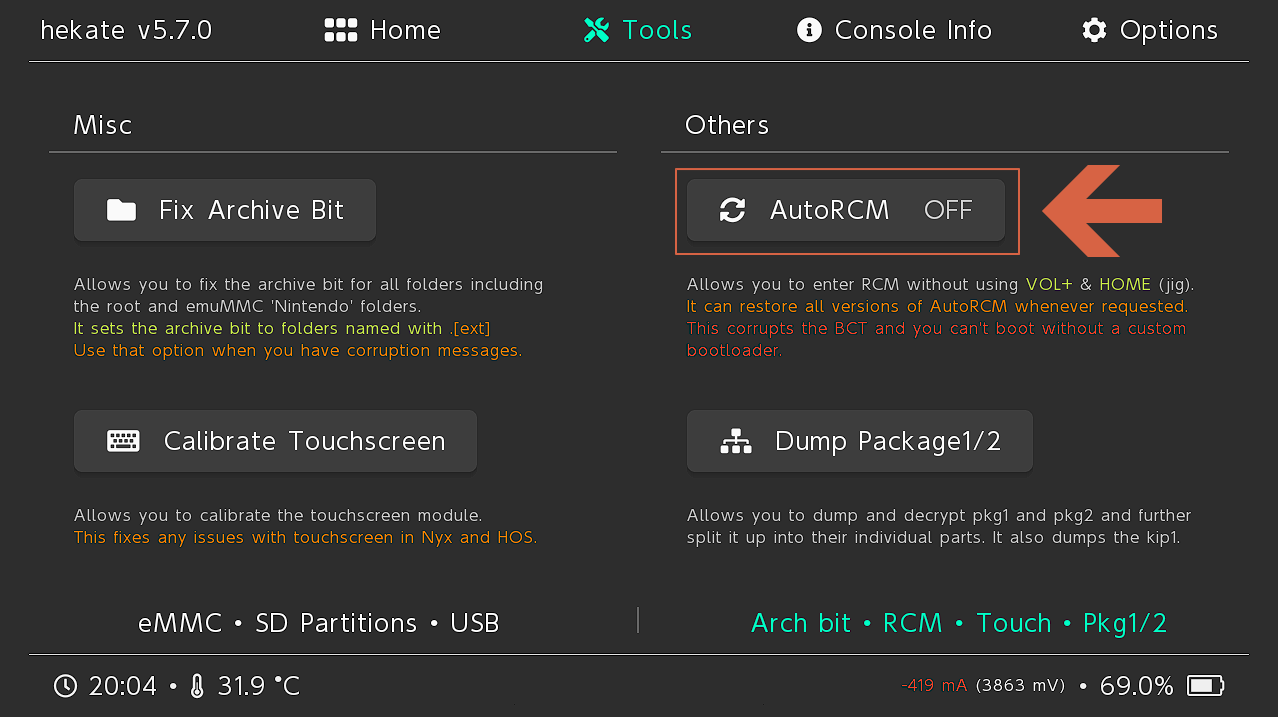 hekate v5.7.0 Home Tools Console Info Options
Misc
Fix Archive Bit
Allows you to fix the archive bit for all folders including
the root and emuMMC 'Nintendo' folders.
It sets the archive bit to folders named with .[ext]
Use that option when you have corruption messages.
Calibrate Touchscreen
Allows you to calibrate the touchscreen module.
This fixes any issues with touchscreen in Nyx and HOS.
Others
AutoRCM OFF
Allows you to enter RCM without using VOL+ & HOME (jig).
It can restore all versions of AutoRCM whenever requested.
This corrupts the BCT and you can't boot without a custom
bootloader.
Dump Package1/2
Allows you to dump and decrypt pkg1 and pkg2 and further
split it up into their individual parts. It also dumps the kip1.
eMMC • SD Partitions • USB
Arch bit • RCM • Touch • Pkg1/2
20:04 • 31.9 °C
-419 mA (3863 mV) • 69.0%